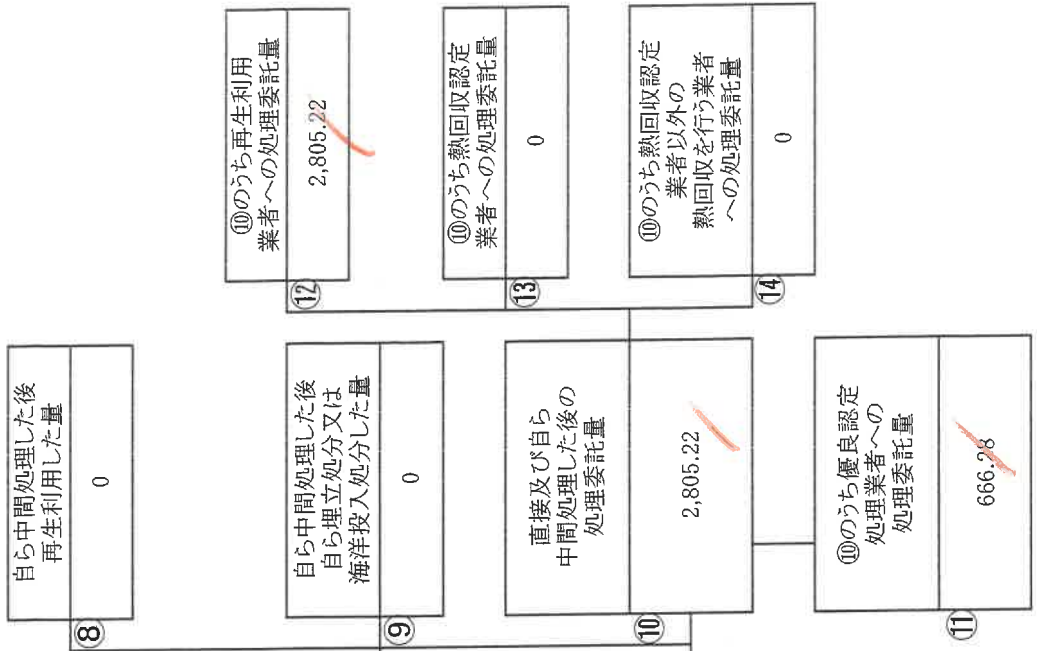 自ら中間処理した後
再生利用した量
⑧
0
自ら中間処理した後
自ら埋立処分又は
海洋投入処分した量
⑨
0
直接及び自ら
中間処理した後の
処理委託量
⑩
2,805.22
⑩のうち優良認定
処理業者への
処理委託量
⑪
666.28
⑩のうち再生利用
業者への処理委託量
⑫
2,805.22
⑩のうち熱回収認定
業者への処理委託量
⑬
0
⑩のうち熱回収認定
業者以外の
熱回収を行う業者
への処理委託量
⑭
0